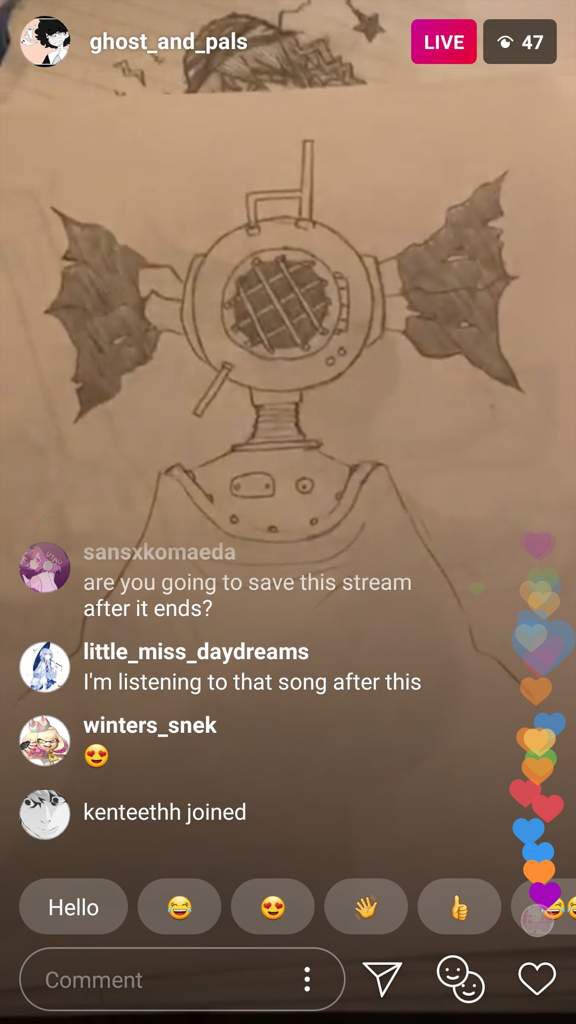 ghost_and_pals
LIVE
47
sansxkomaeda
are you going to save this stream
after it ends?
little_miss_daydreams
I'm listening to that song after this
winters_snek
😍
kenteethh joined
Hello 😂 😍 👋 👍 😂😂
Comment